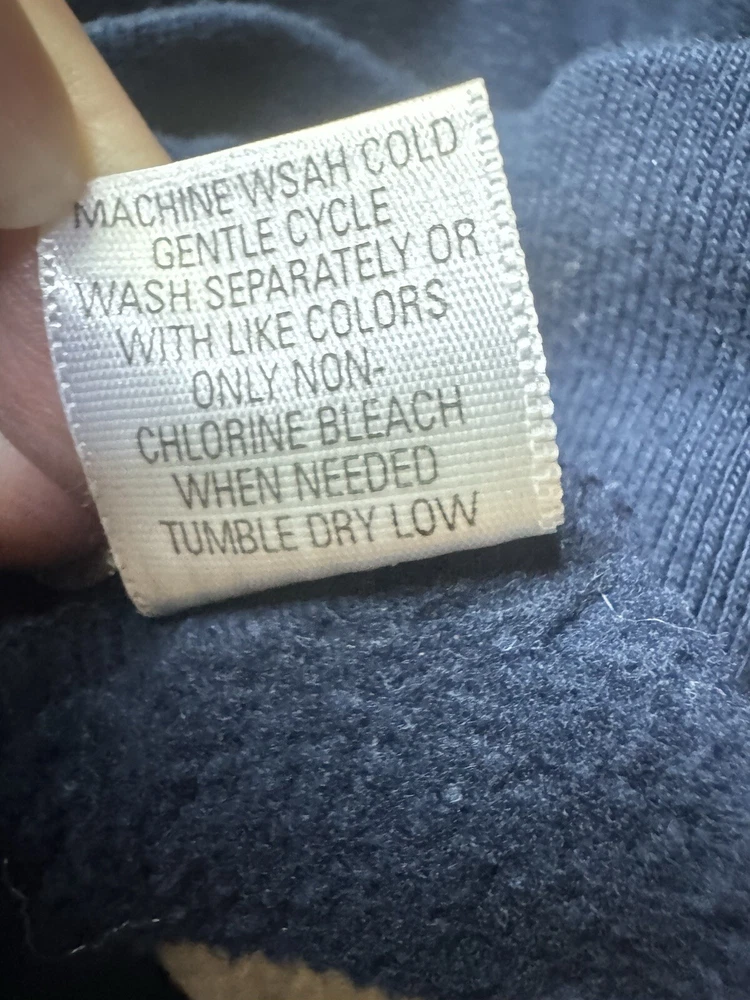 MACHINE WSAH COLD
GENTLE CYCLE
WASH SEPARATELY OR
WITH LIKE COLORS
ONLY NON-
CHLORINE BLEACH
WHEN NEEDED
TUMBLE DRY LOW